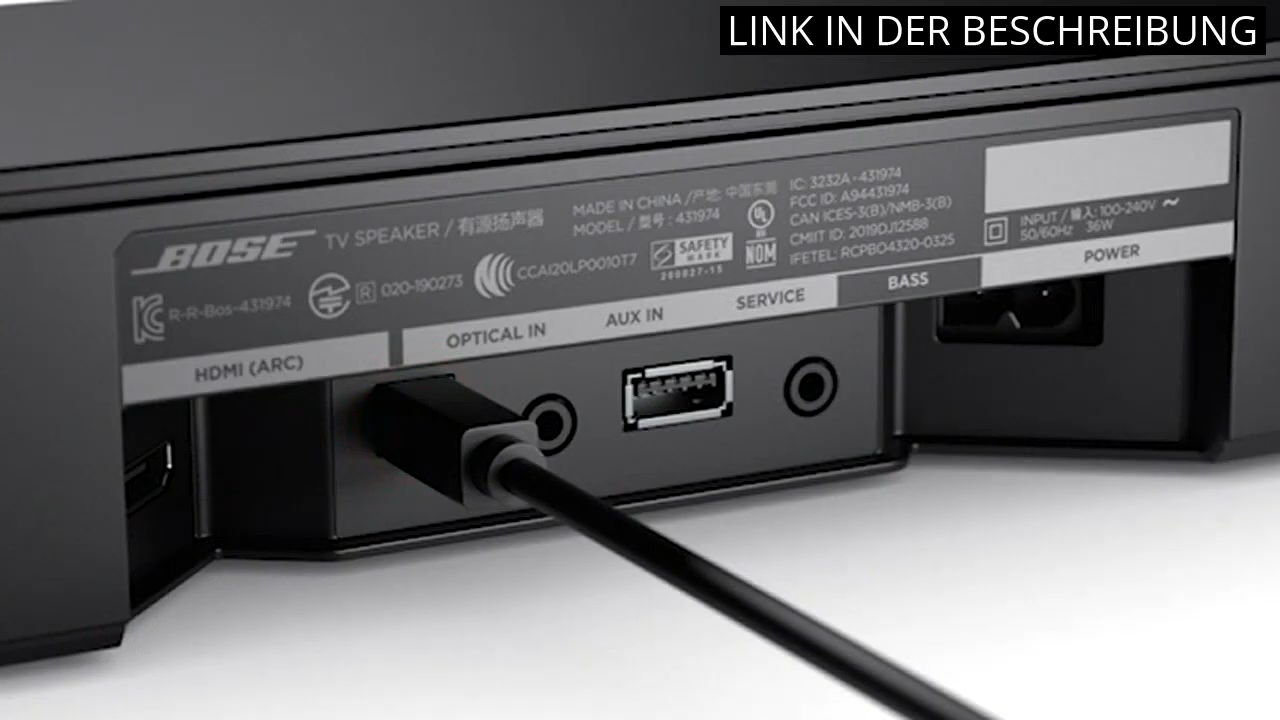 LINK IN DER BESCHREIBUNG
BOSE TV SPEAKER / 有源扬声器
MADE IN CHINA / 产地: 中国东莞
MODEL / 型号: 431974
R-R-Bos-431974
R 020-190273
CCAI20LP0010T7
SAFETY
MARK
200027-15
UL
NOM
IC: 3232A-431974
FCC ID: A94431974
CAN ICES-3(B)/NMB-3(B)
CMIIT ID: 2019DJ12588
IFETEL: RCPBO4320-0325
INPUT / 输入: 100-240V ~
50/60Hz 36W
HDMI (ARC)
OPTICAL IN
AUX IN
SERVICE
BASS
POWER